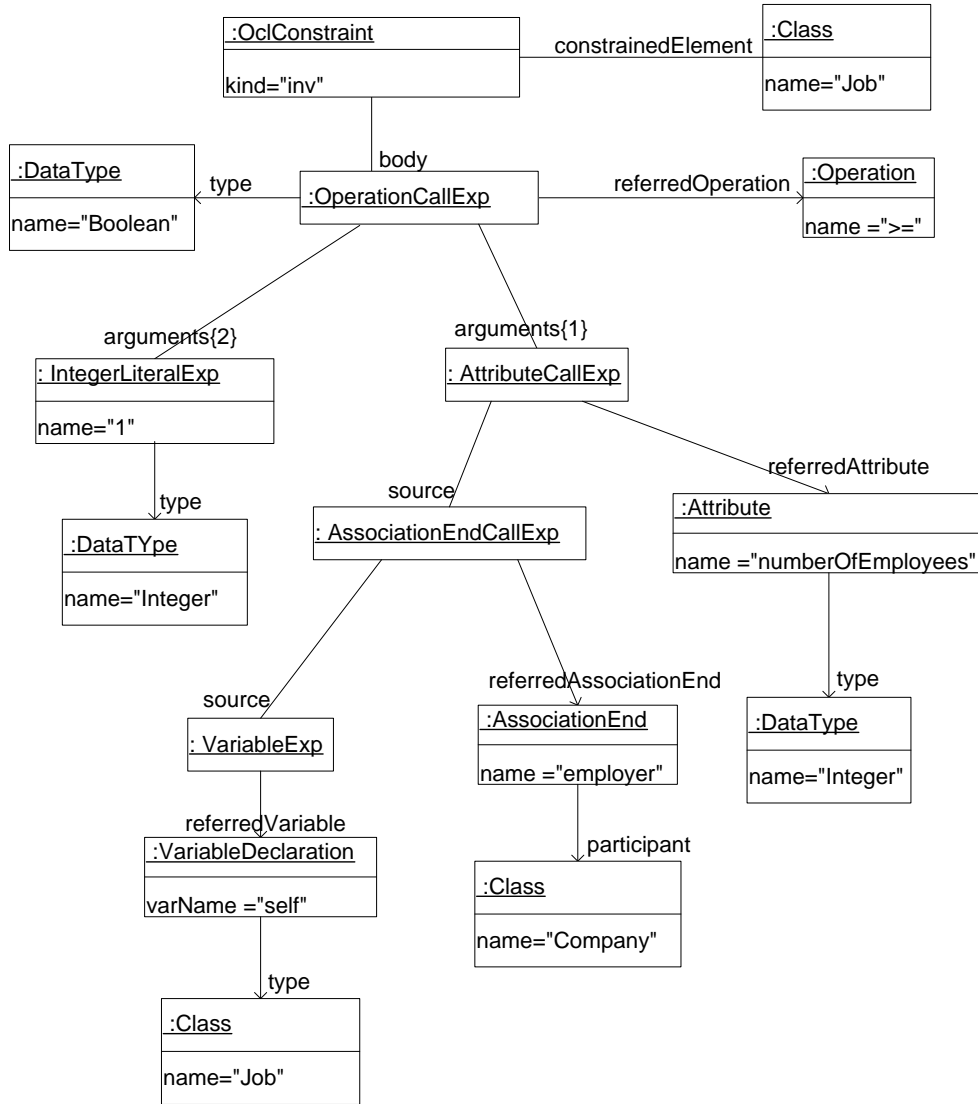 :OclConstraint
kind="inv"
constrainedElement
:Class
name="Job"
body
:DataType
name="Boolean"
type
:OperationCallExp
referredOperation
:Operation
name =">="
arguments{2}
arguments{1}
: IntegerLiteralExp
name="1"
: AttributeCallExp
type
source
referredAttribute
:DataTYpe
name="Integer"
: AssociationEndCallExp
:Attribute
name ="numberOfEmployees"
source
referredAssociationEnd
type
: VariableExp
:AssociationEnd
name ="employer"
:DataType
name="Integer"
referredVariable
:VariableDeclaration
varName ="self"
participant
:Class
name="Company"
type
:Class
name="Job"